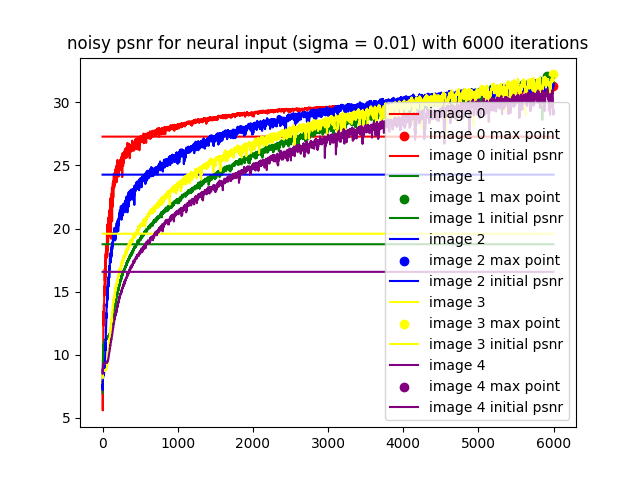 noisy psnr for neural input (sigma = 0.01) with 6000 iterations
30
25
20
15
10
5
0
1000
2000
3000
4000
5000
6000
image 0
image 0 max point
image 0 initial psnr
image 1
image 1 max point
image 1 initial psnr
image 2
image 2 max point
image 2 initial psnr
image 3
image 3 max point
image 3 initial psnr
image 4
image 4 max point
image 4 initial psnr